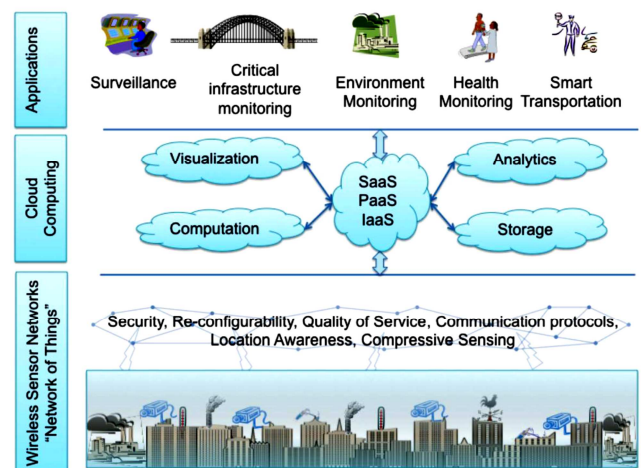 Applications
Surveillance
Critical
infrastructure
monitoring
Environment
Monitoring
Health
Monitoring
Smart
Transportation
Cloud
Computing
Visualization
Computation
SaaS
PaaS
IaaS
Analytics
Storage
Wireless Sensor Networks
"Network of Things"
Security, Re-configurability, Quality of Service, Communication protocols,
Location Awareness, Compressive Sensing